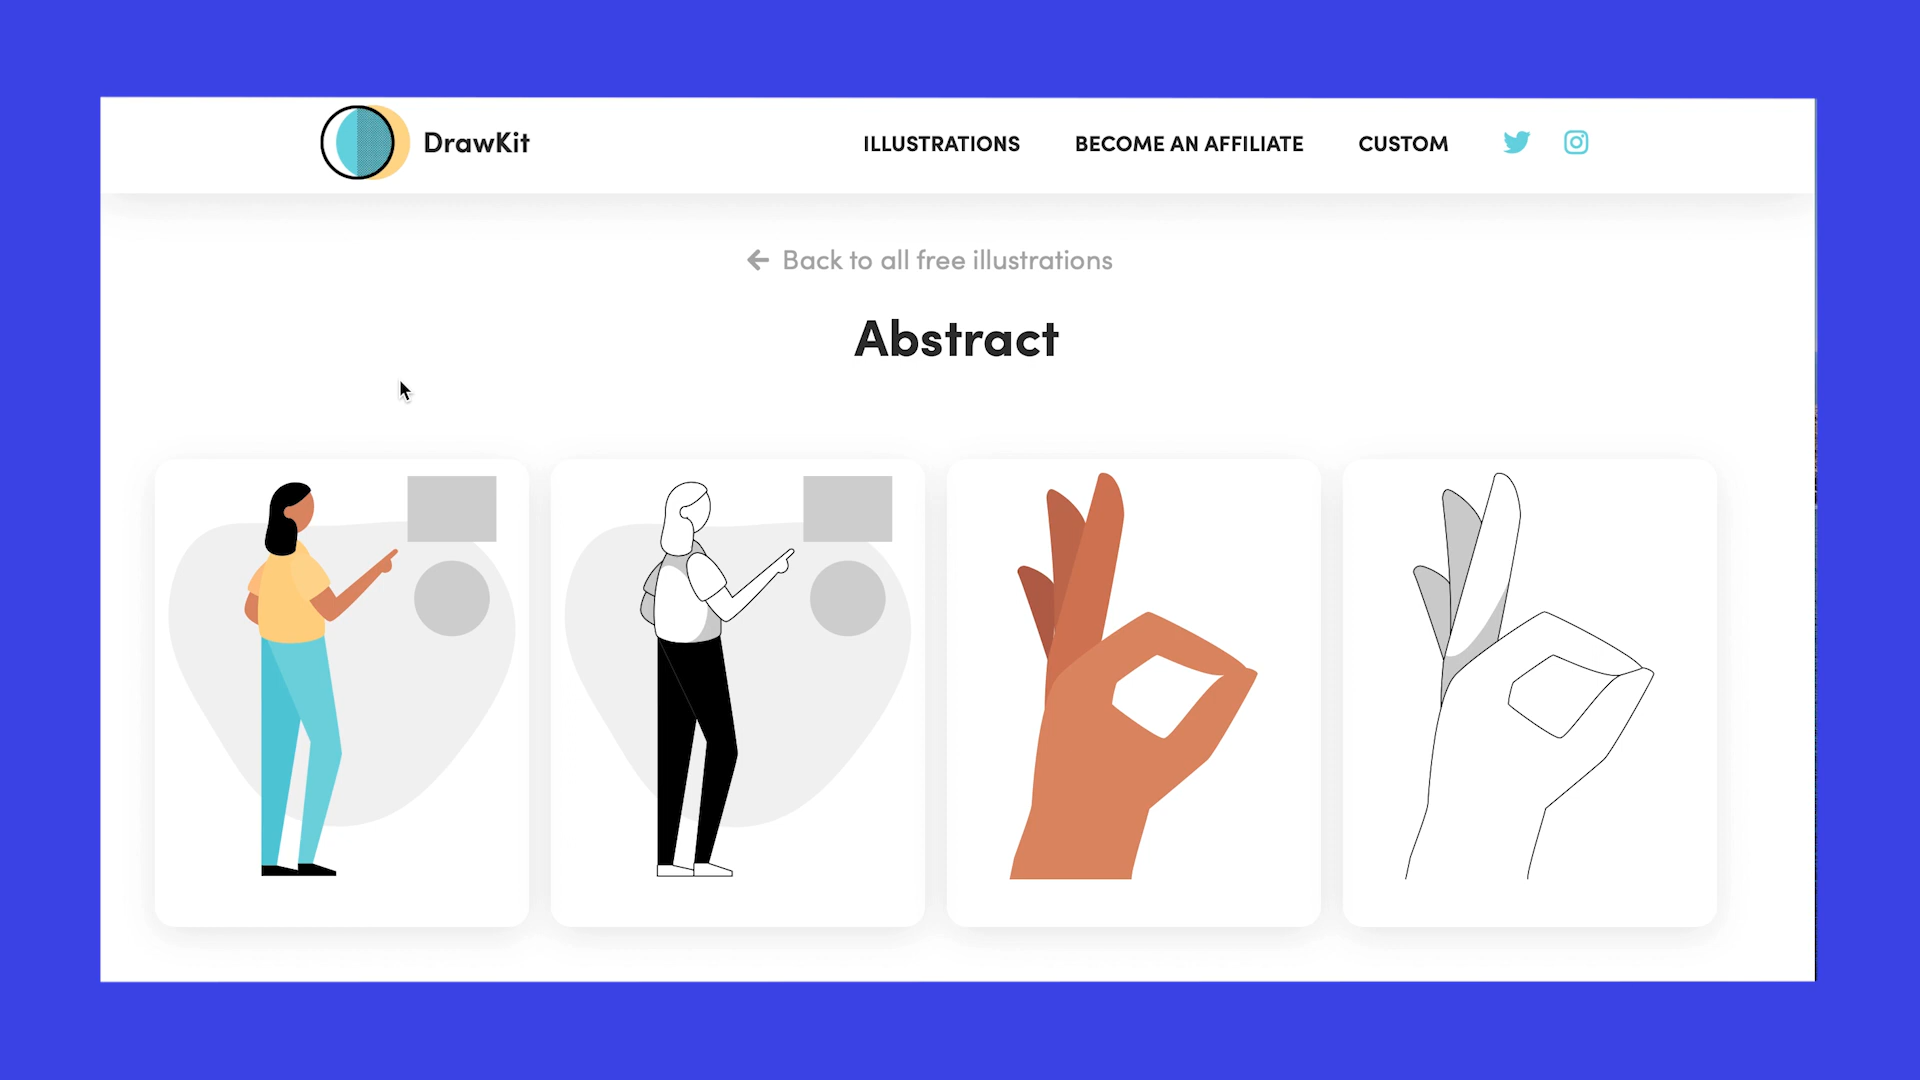 DrawKit
ILLUSTRATIONS
BECOME AN AFFILIATE
CUSTOM
Back to all free illustrations
Abstract